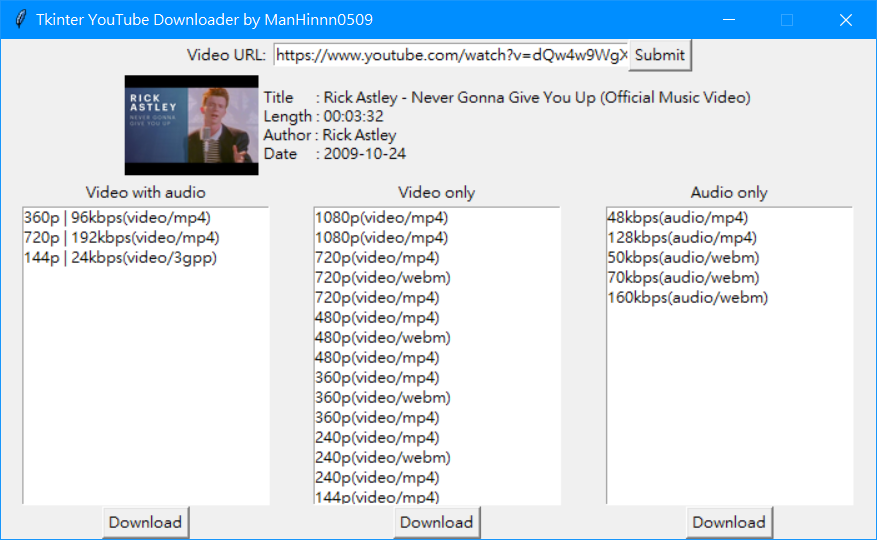 Tkinter YouTube Downloader by ManHinnn0509
Video URL: https://www.youtube.com/watch?v=dQw4w9WgX Submit
RICK
ASTLEY
NEVER GONNA
GIVE YOU UP
Title : Rick Astley - Never Gonna Give You Up (Official Music Video)
Length : 00:03:32
Author : Rick Astley
Date : 2009-10-24
Video with audio
360p | 96kbps(video/mp4)
720p | 192kbps(video/mp4)
144p | 24kbps(video/3gpp)
Download
Video only
1080p(video/mp4)
1080p(video/mp4)
720p(video/mp4)
720p(video/webm)
720p(video/mp4)
480p(video/mp4)
480p(video/webm)
480p(video/mp4)
360p(video/mp4)
360p(video/webm)
360p(video/mp4)
240p(video/mp4)
240p(video/webm)
240p(video/mp4)
144p(video/mp4)
Download
Audio only
48kbps(audio/mp4)
128kbps(audio/mp4)
50kbps(audio/webm)
70kbps(audio/webm)
160kbps(audio/webm)
Download